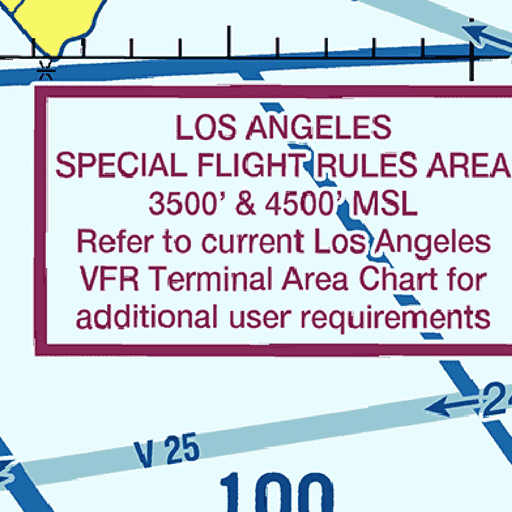 LOS ANGELES
SPECIAL FLIGHT RULES AREA
3500' & 4500' MSL
Refer to current Los Angeles
VFR Terminal Area Chart for
additional user requirements
V 25
100